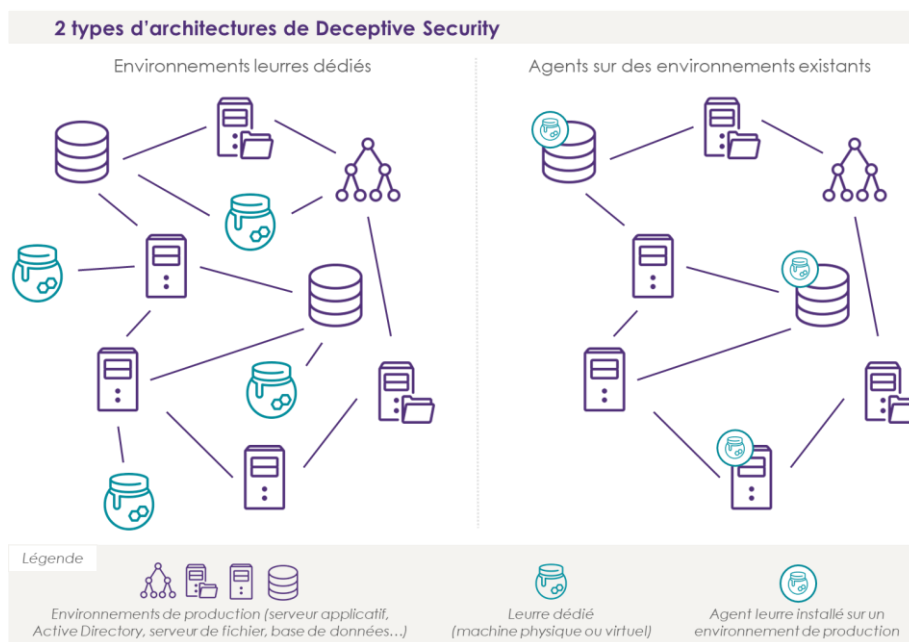 2 types d'architectures de Deceptive Security
Environnements leurres dédiés
Agents sur des environnements existants
Légende
Environnements de production (serveur applicatif,
Active Directory, serveur de fichier, base de données…)
Leurre dédié
(machine physique ou virtuel)
Agent leurre installé sur un
environnement de production